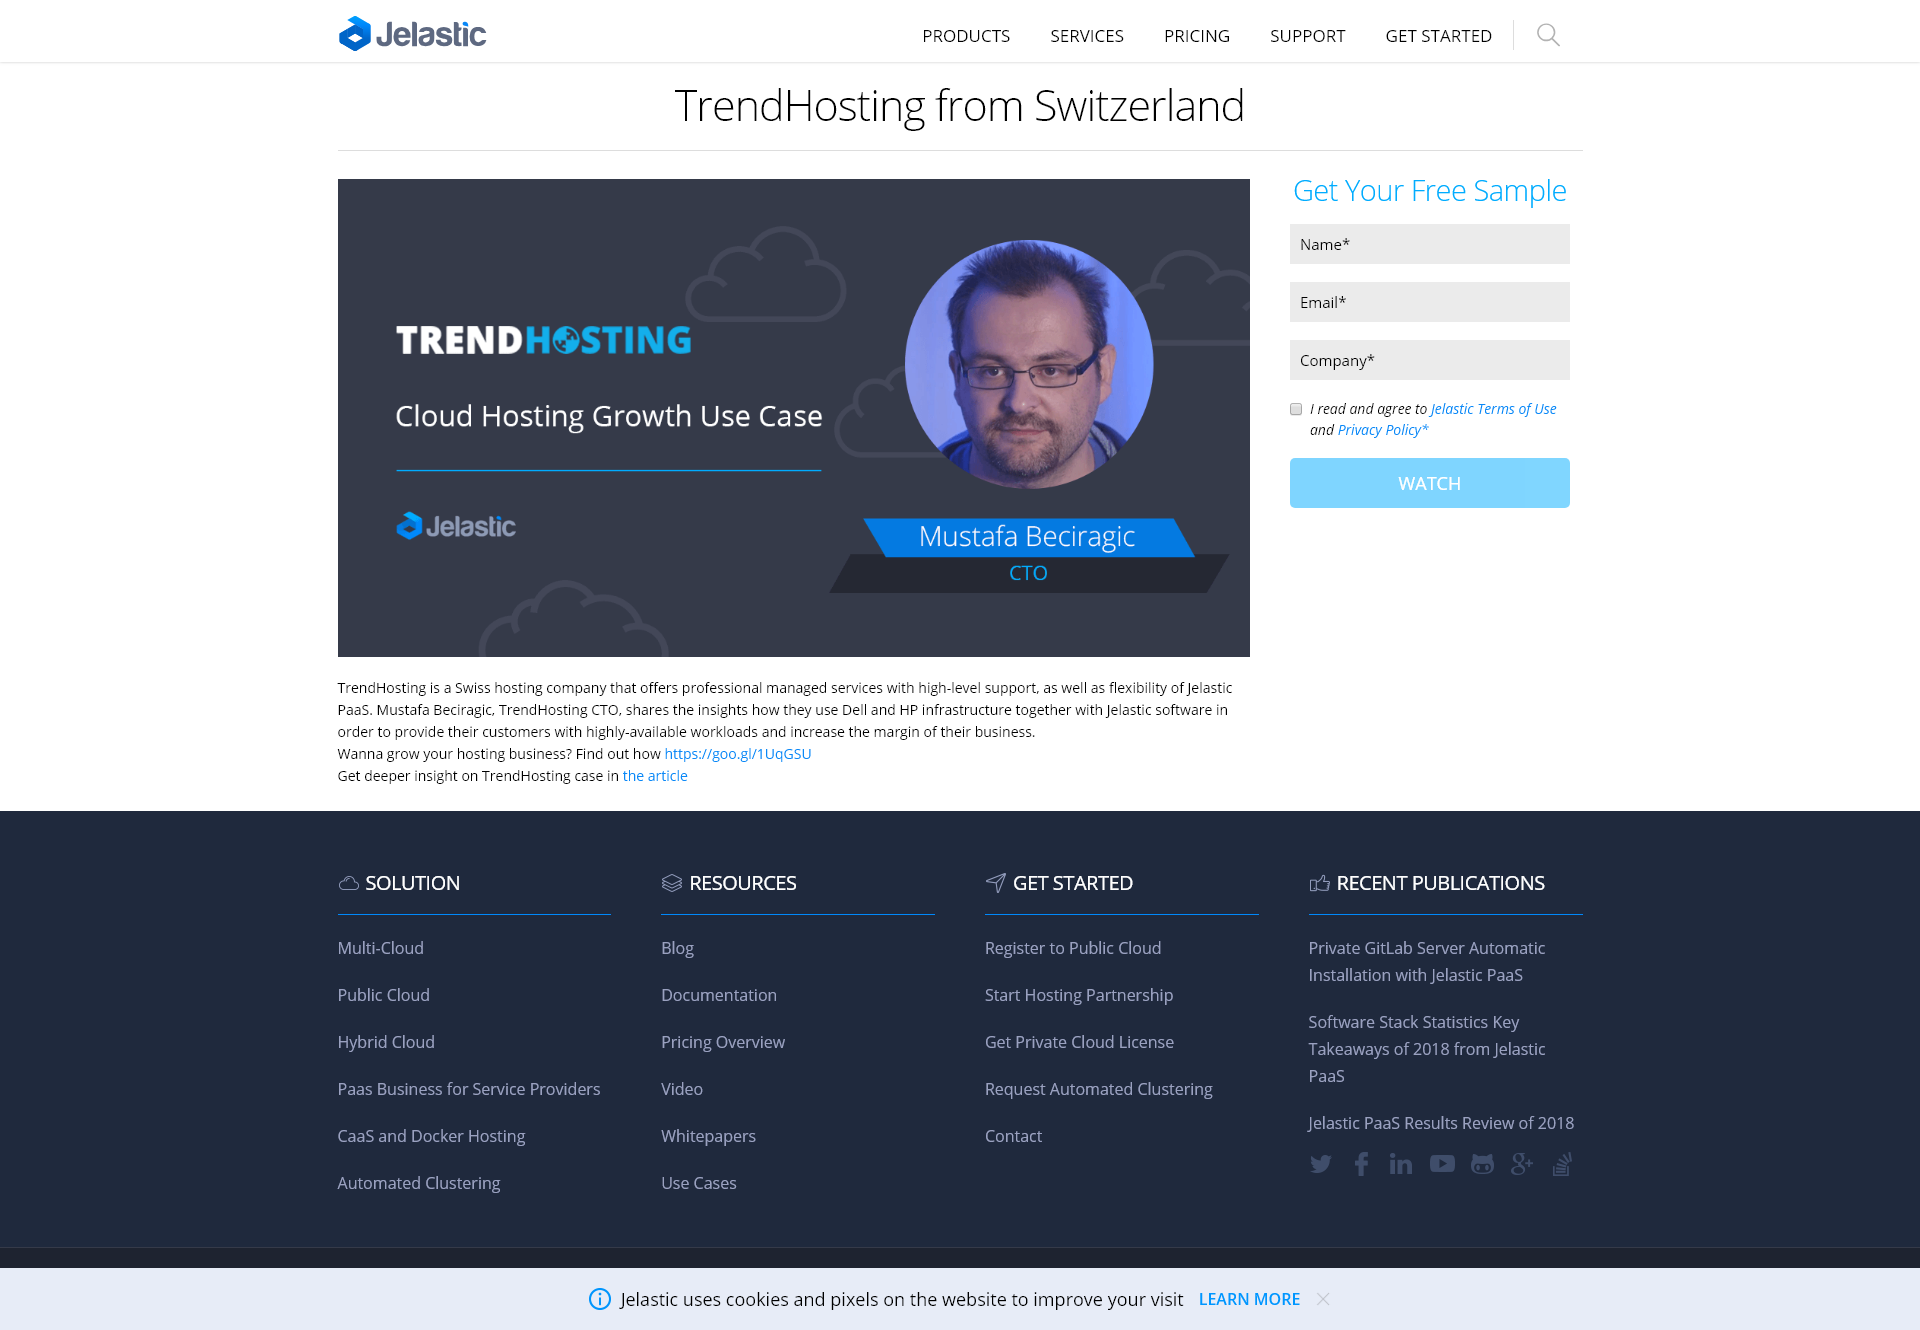 Jelastic
PRODUCTS
SERVICES
PRICING
SUPPORT
GET STARTED
TrendHosting from Switzerland
TRENDHOSTING
Cloud Hosting Growth Use Case
Jelastic
Mustafa Beciragic
CTO
Get Your Free Sample
Name*
Email*
Company*
I read and agree to Jelastic Terms of Use
and Privacy Policy*
WATCH
TrendHosting is a Swiss hosting company that offers professional managed services with high-level support, as well as flexibility of Jelastic
PaaS. Mustafa Beciragic, TrendHosting CTO, shares the insights how they use Dell and HP infrastructure together with Jelastic software in
order to provide their customers with highly-available workloads and increase the margin of their business.
Wanna grow your hosting business? Find out how https://goo.gl/1UqGSU
Get deeper insight on TrendHosting case in the article
SOLUTION
Multi-Cloud
Public Cloud
Hybrid Cloud
Paas Business for Service Providers
CaaS and Docker Hosting
Automated Clustering
RESOURCES
Blog
Documentation
Pricing Overview
Video
Whitepapers
Use Cases
GET STARTED
Register to Public Cloud
Start Hosting Partnership
Get Private Cloud License
Request Automated Clustering
Contact
RECENT PUBLICATIONS
Private GitLab Server Automatic
Installation with Jelastic PaaS
Software Stack Statistics Key
Takeaways of 2018 from Jelastic
PaaS
Jelastic PaaS Results Review of 2018
Jelastic uses cookies and pixels on the website to improve your visit LEARN MORE